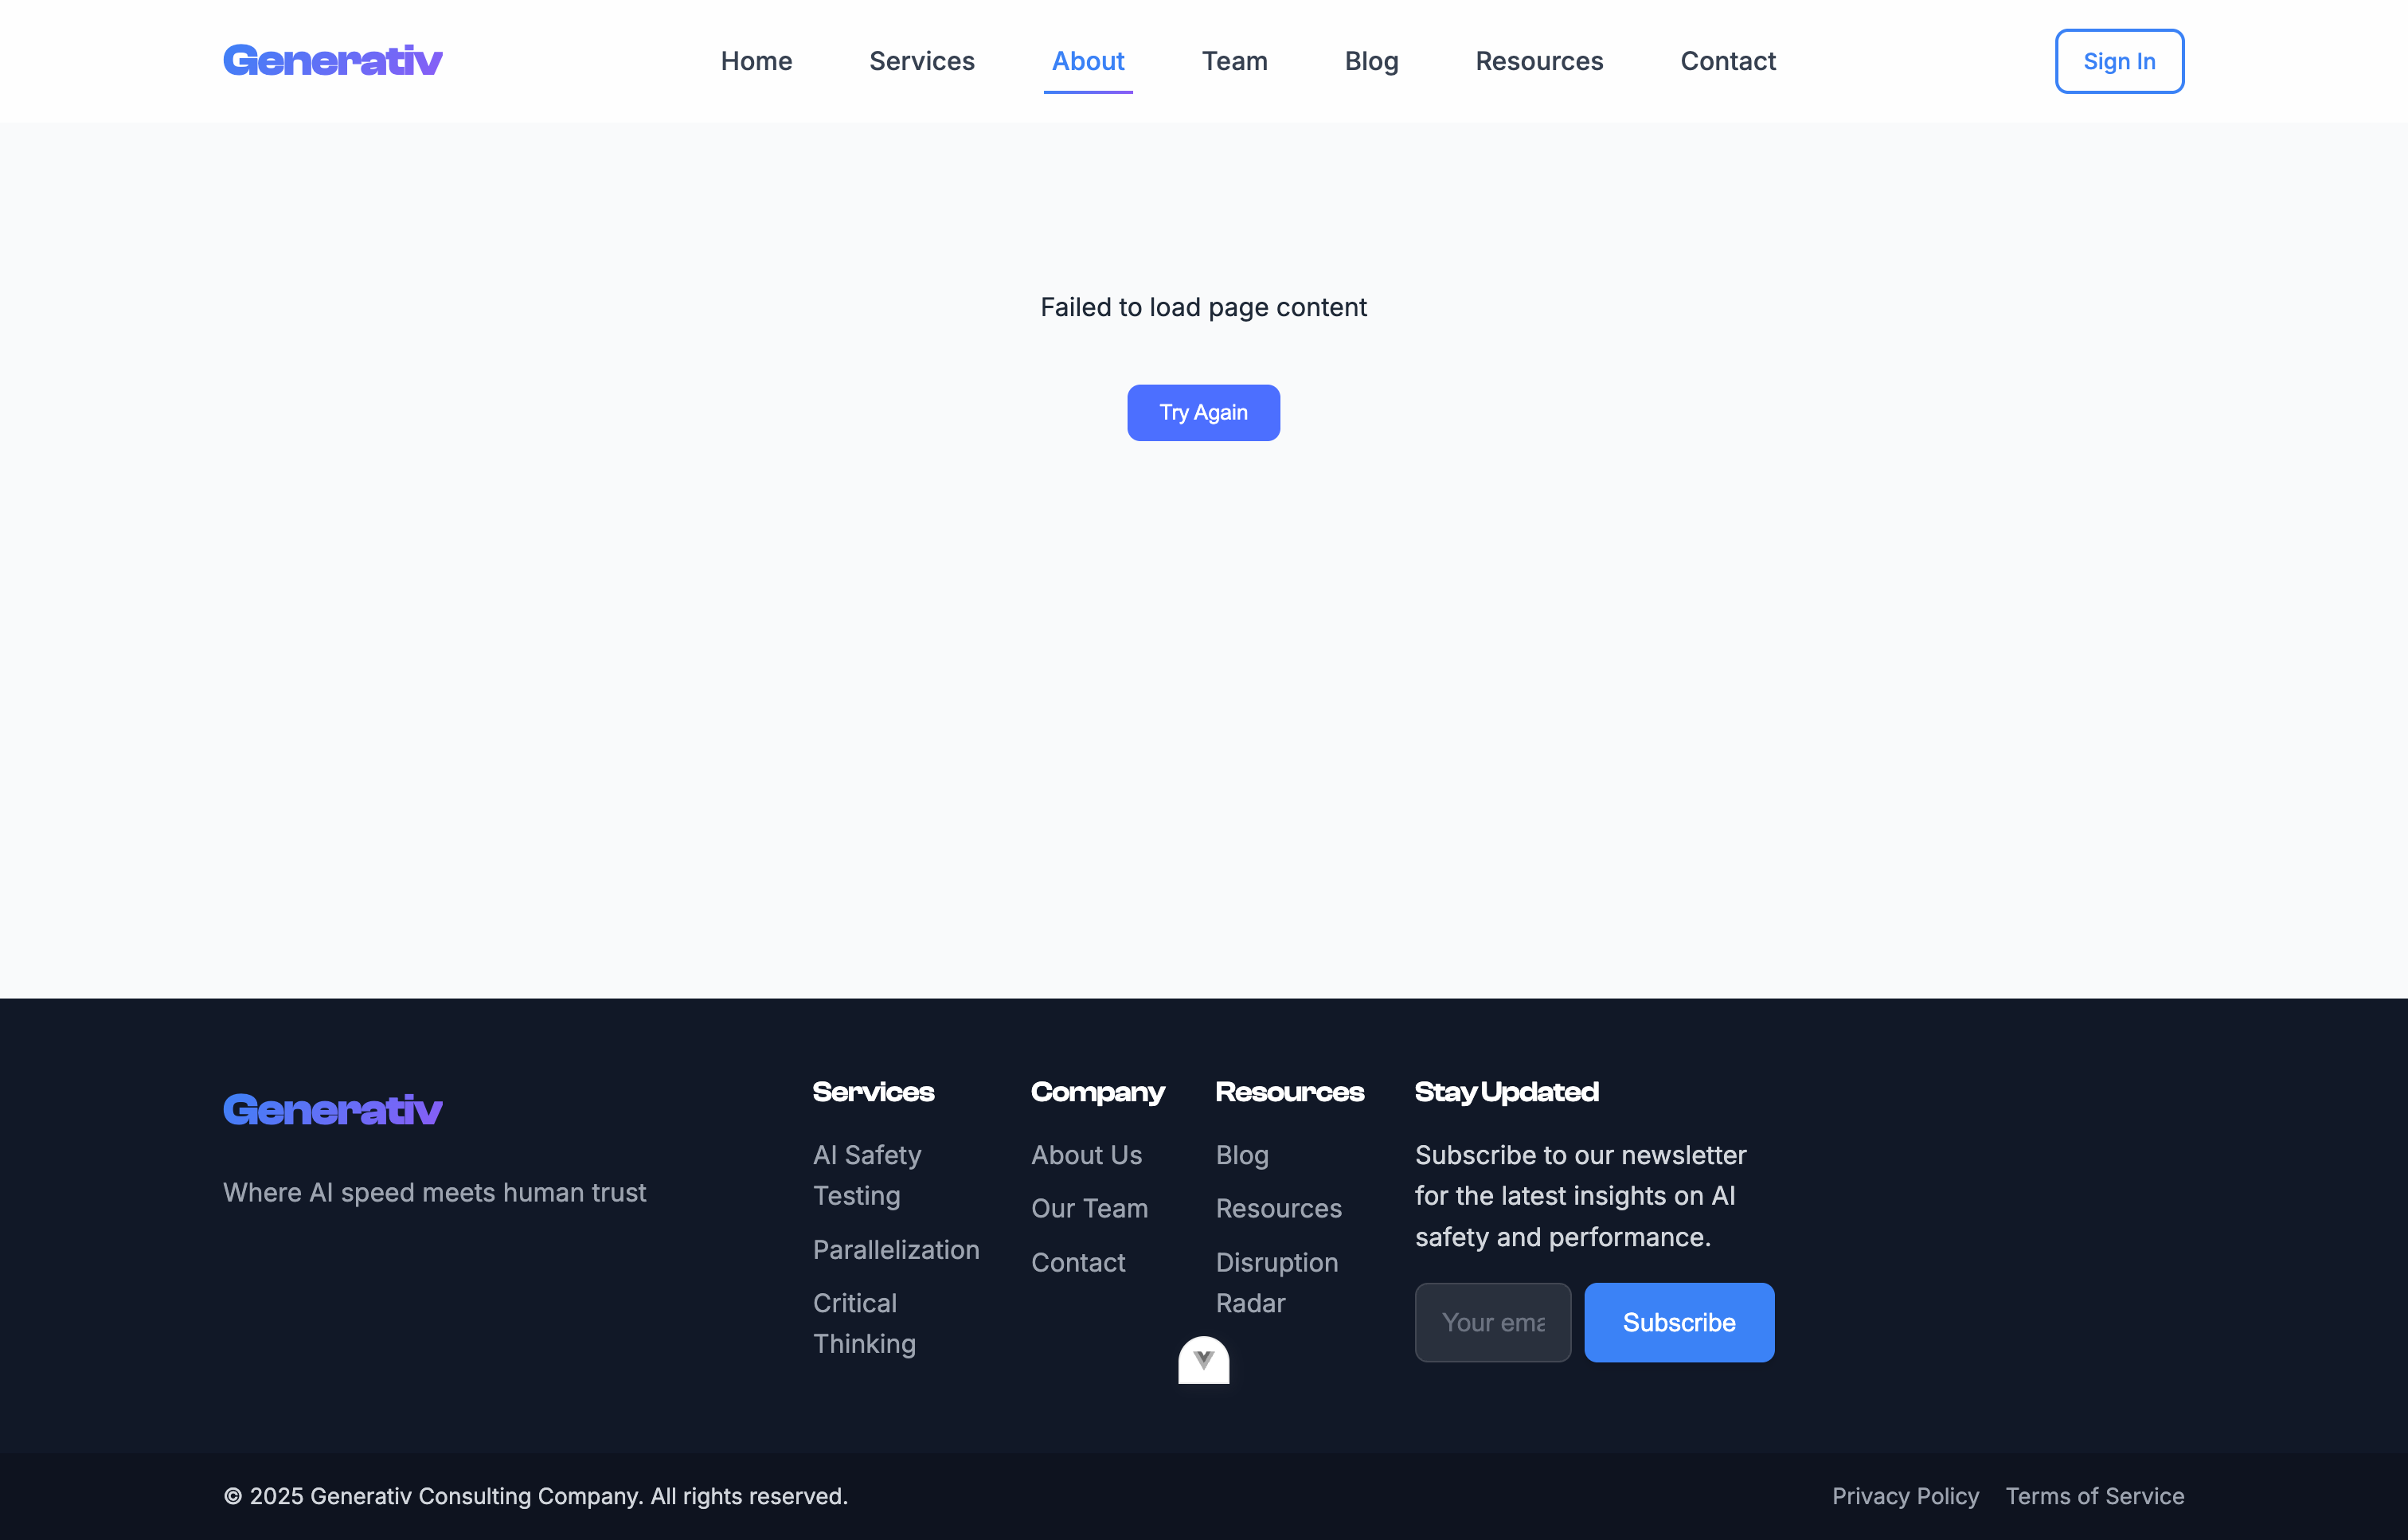 Generativ
Home
Services
About
Team
Blog
Resources
Contact
Sign In
Failed to load page content
Try Again
Generativ
Where AI speed meets human trust
Services
AI Safety
Testing
Parallelization
Critical
Thinking
Company
About Us
Our Team
Contact
Resources
Blog
Resources
Disruption
Radar
Stay Updated
Subscribe to our newsletter
for the latest insights on AI
safety and performance.
Your ema
Subscribe
© 2025 Generativ Consulting Company. All rights reserved.
Privacy Policy
Terms of Service